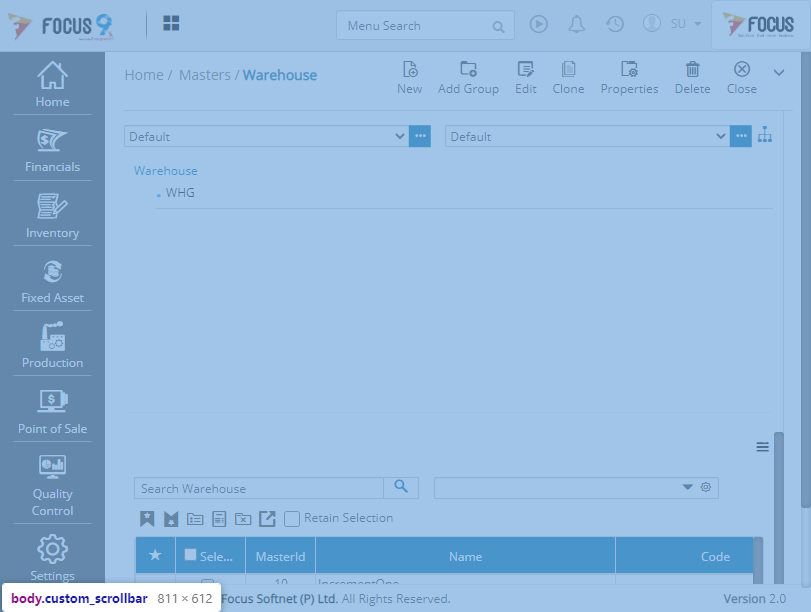 FOCUS 9
Menu Search
SU
FOCUS
Home / Masters / Warehouse
New
Add Group
Edit
Clone
Properties
Delete
Close
Home
Financials
Inventory
Fixed Asset
Production
Point of Sale
Quality
Control
Settings
Default
Default
Warehouse
WHG
Search Warehouse
Retain Selection
Sele...
MasterId
Name
Code
10
IncrementOne
body.custom_scrollbar 811 × 612
Focus Softnet (P) Ltd. All Rights Reserved.
Version 2.0